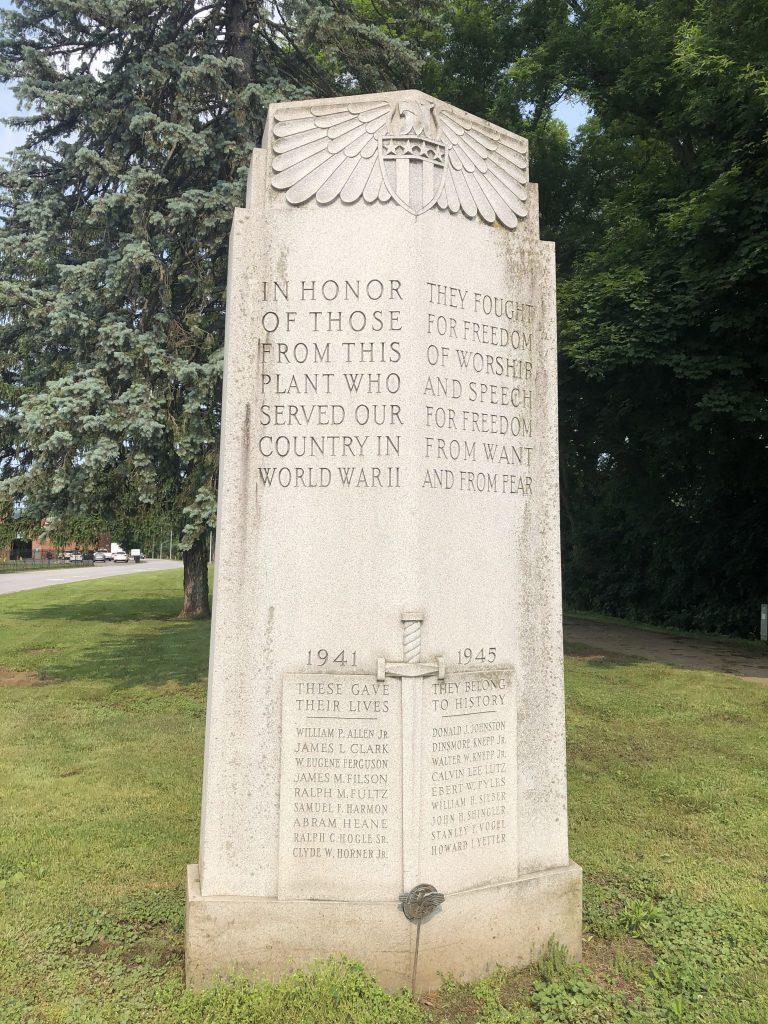 IN HONOR
OF THOSE
FROM THIS
PLANT WHO
SERVED OUR
COUNTRY IN
WORLD WAR II
THEY FOUGHT
FOR FREEDOM
OF WORSHIP
AND SPEECH
FOR FREEDOM
FROM WANT
AND FROM FEAR
1941
THESE GAVE
THEIR LIVES
WILLIAM P. ALLEN JR.
JAMES L. CLARK
W. EUGENE FERGUSON
JAMES M. FILSON
RALPH M. FULTZ
SAMUEL F. HARMON
ABRAM HEANE
RALPH C. HOGLE SR.
CLYDE W. HORNER JR.
1945
THEY BELONG
TO HISTORY
DONALD J. JOHNSTON
DINSMORE KNEPP JR.
WALTER W. KNEPP JR.
CALVIN LEE LUTZ
EBERT W. PYLES
WILLIAM H. SIEBER
JOHN H. SHINGLER
STANLEY T. VOGEL
HOWARD I. YETTER